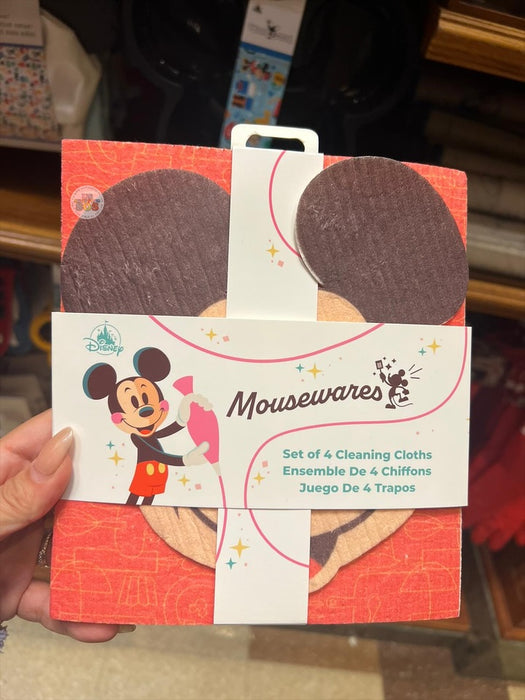 DISNEY
Mousewares
Set of 4 Cleaning Cloths
Ensemble De 4 Chiffons
Juego De 4 Trapos